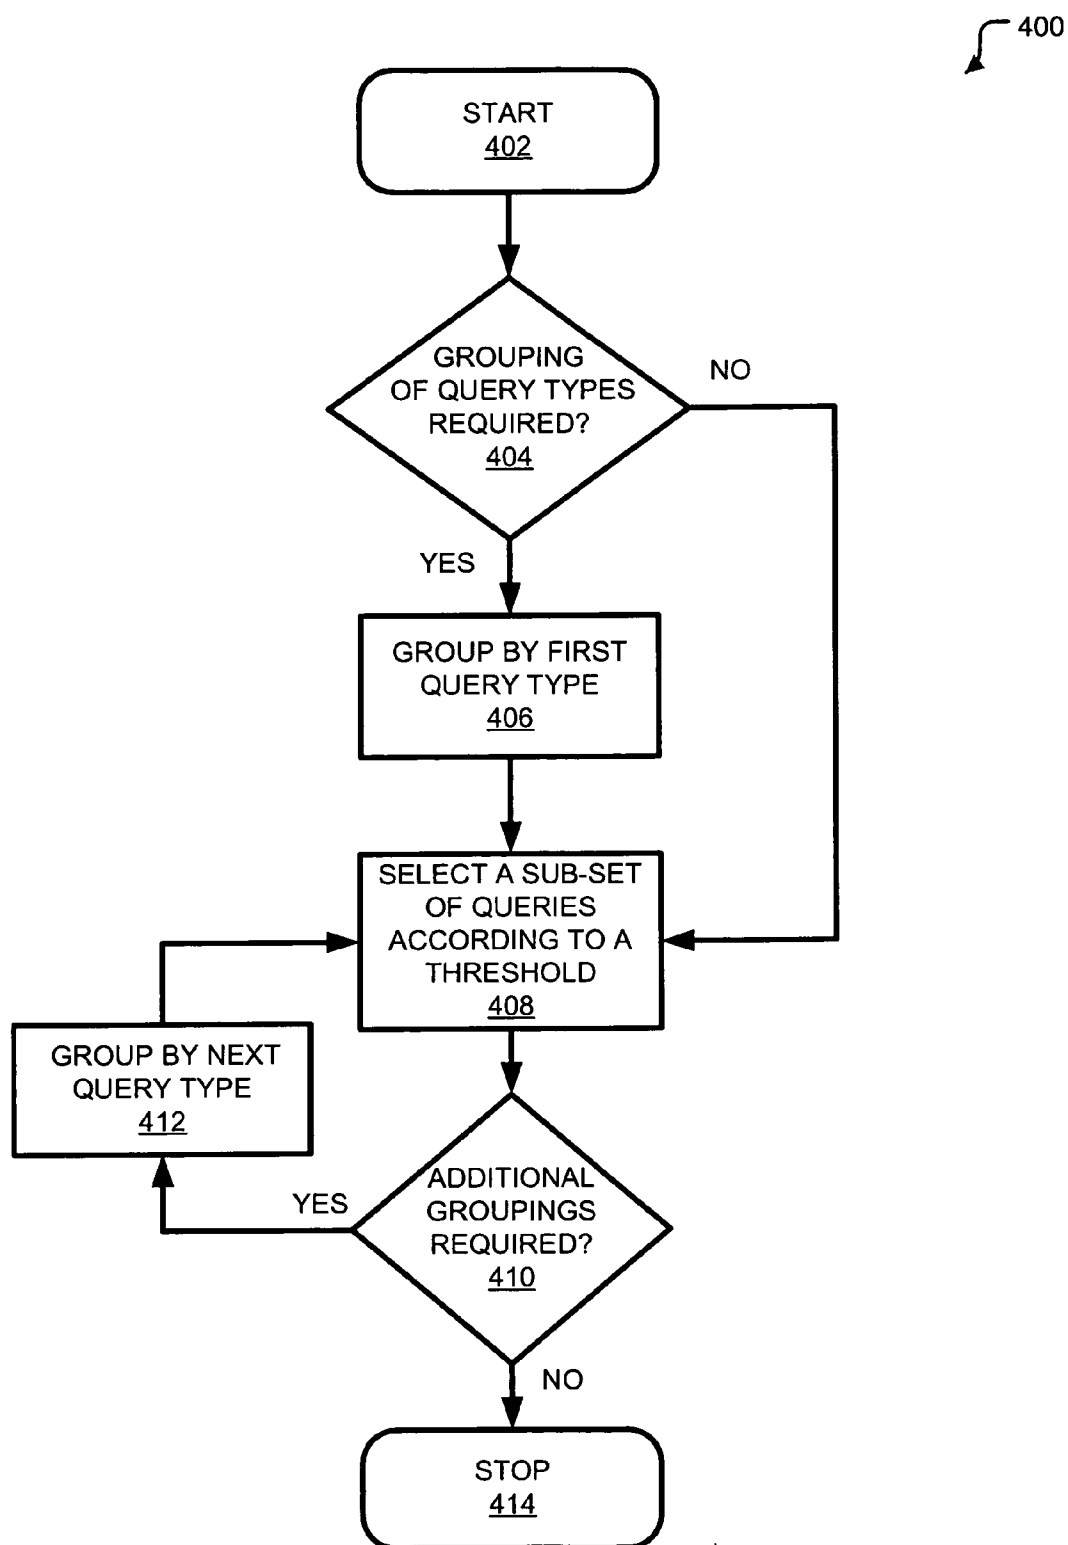 400
START
402
GROUPING
OF QUERY TYPES
REQUIRED?
404
NO
YES
GROUP BY FIRST
QUERY TYPE
406
SELECT A SUB-SET
OF QUERIES
ACCORDING TO A
THRESHOLD
408
GROUP BY NEXT
QUERY TYPE
412
YES
ADDITIONAL
GROUPINGS
REQUIRED?
410
NO
STOP
414